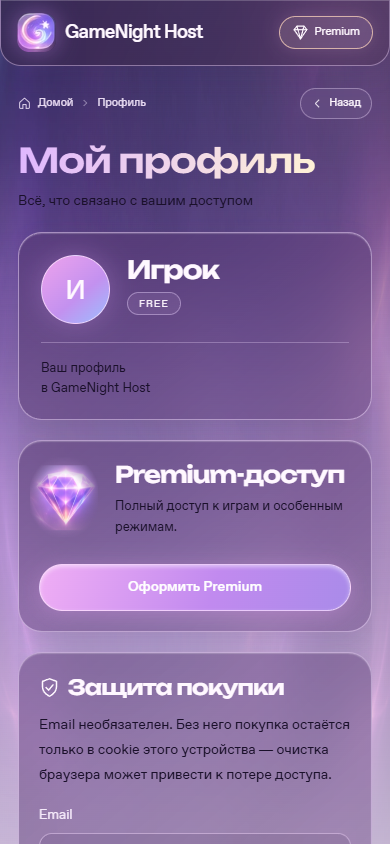 GameNight Host
Premium
Домой > Профиль
Назад
Мой профиль
Всё, что связано с вашим доступом
И
Игрок
FREE
Ваш профиль
в GameNight Host
Premium-доступ
Полный доступ к играм и особенным
режимам.
Оформить Premium
Защита покупки
Email необязателен. Без него покупка остаётся
только в cookie этого устройства — очистка
браузера может привести к потере доступа.
Email